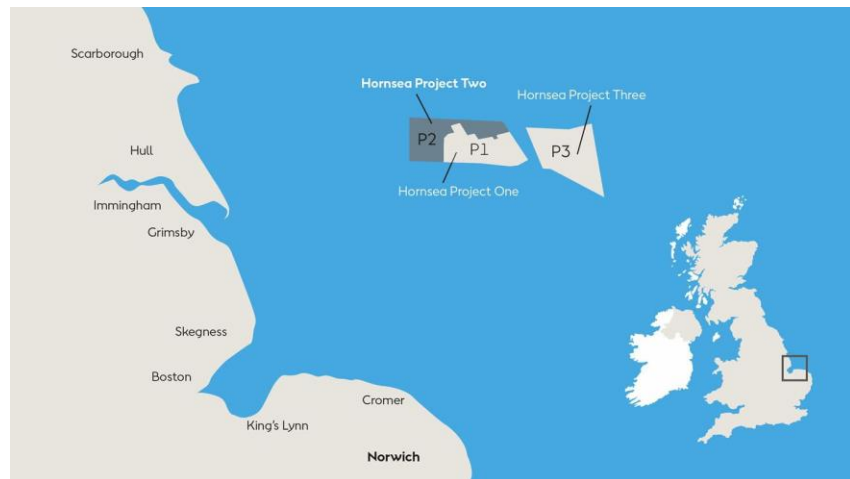 Scarborough
Hornsea Project Two
Hornsea Project Three
P2
P1
P3
Hull
Hornsea Project One
Immingham
Grimsby
Skegness
Boston
Cromer
King's Lynn
Norwich